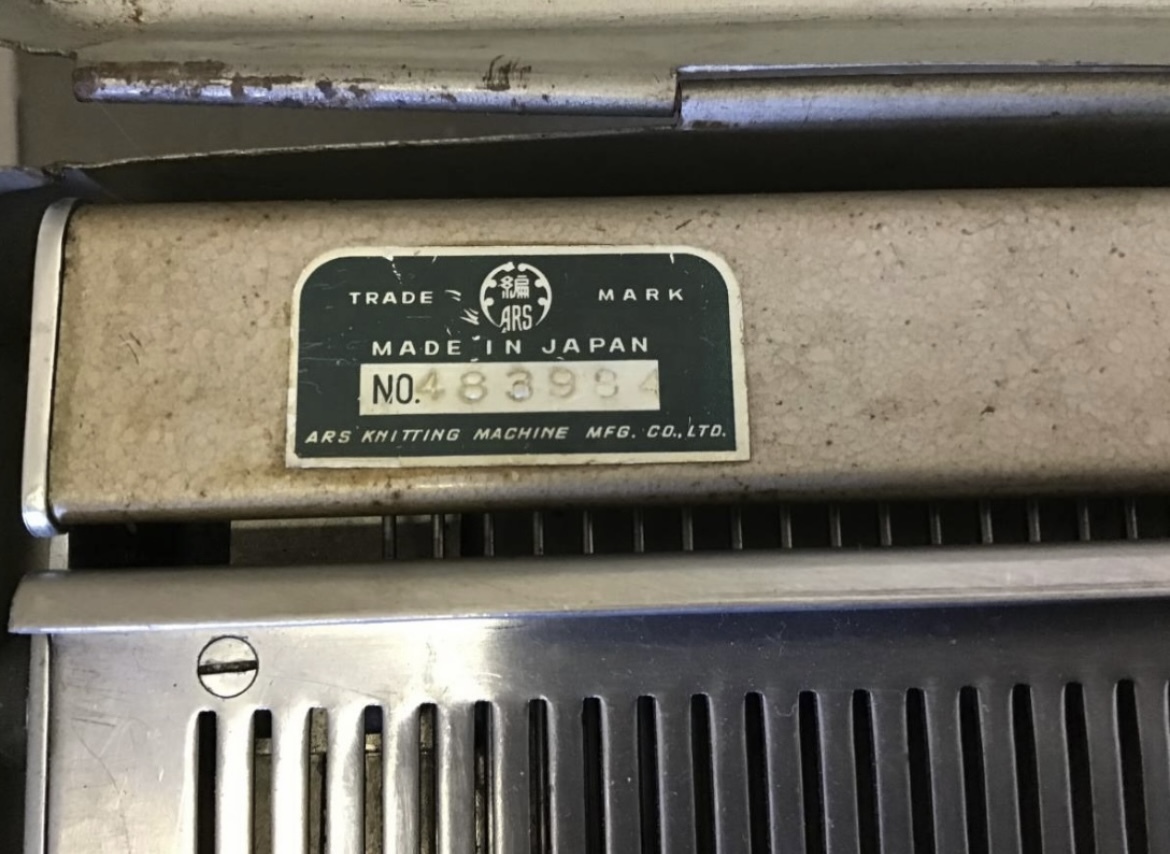 TRADE 編 MARK
ARS
MADE IN JAPAN
NO.483984
ARS KNITTING MACHINE MFG. CO., LTD.